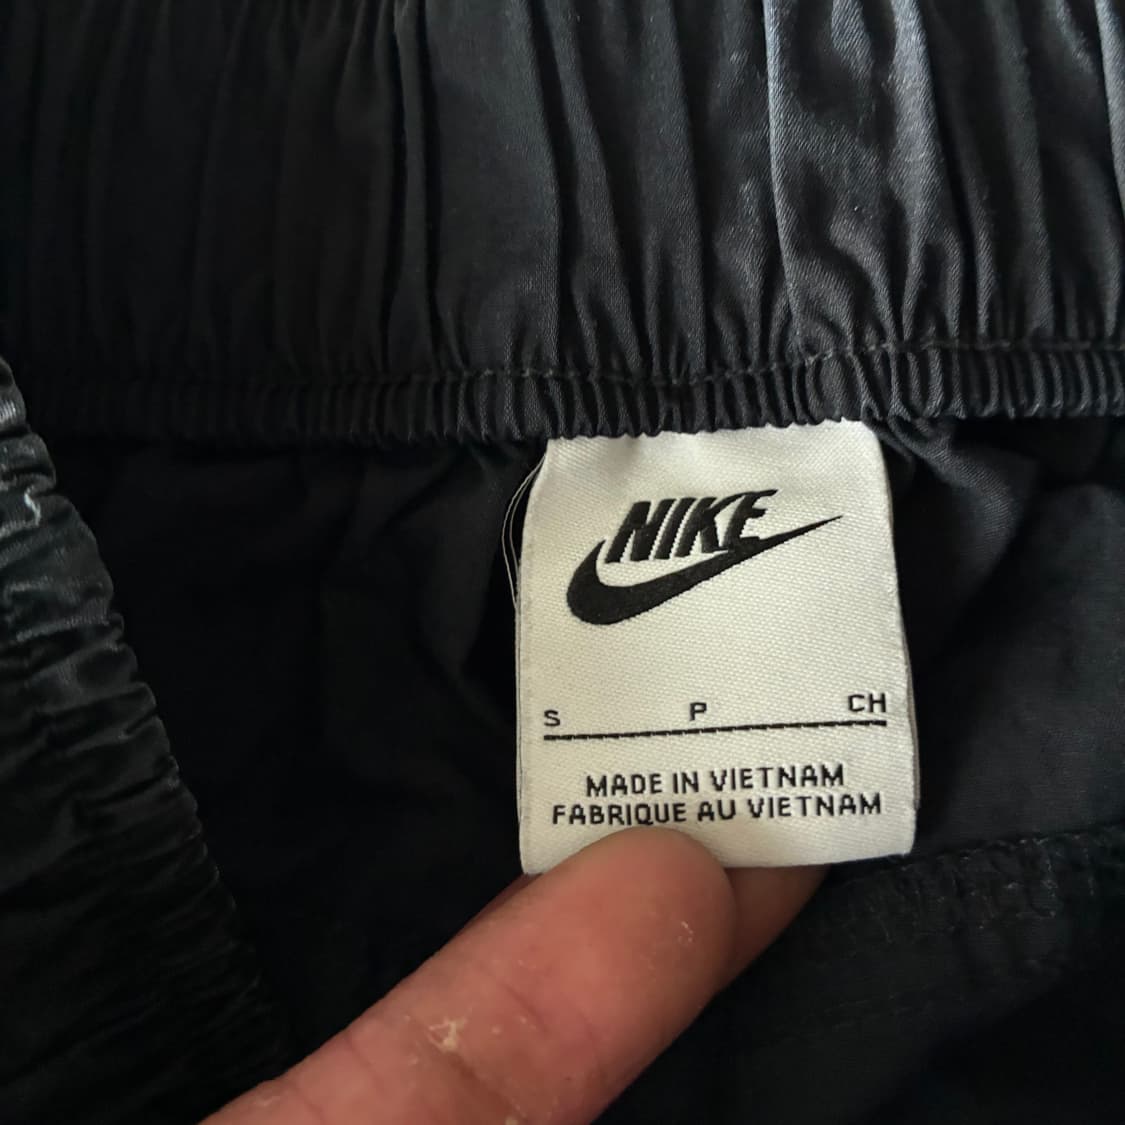 NIKE
S P CH
MADE IN VIETNAM
FABRIQUE AU VIETNAM